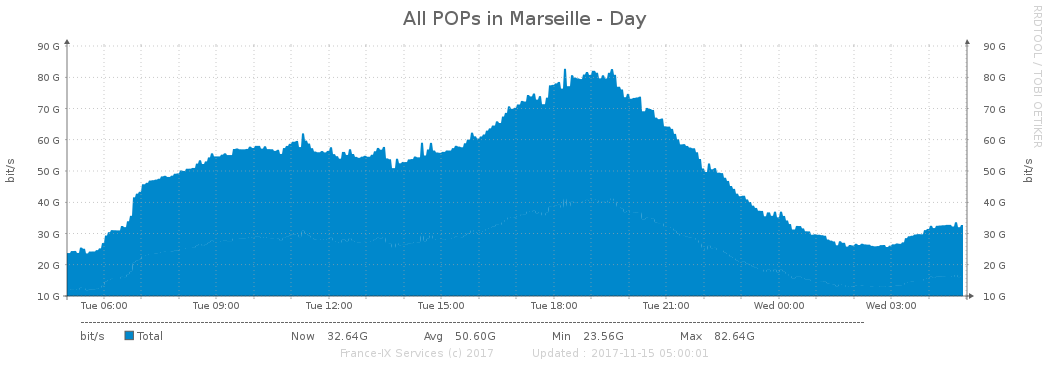 All POPs in Marseille - Day
RRDTOOL / TOBI OETIKER
bit/s
90 G
80 G
70 G
60 G
50 G
40 G
30 G
20 G
10 G
90 G
80 G
70 G
60 G
50 G
40 G
30 G
20 G
10 G
bit/s
Tue 06:00 Tue 09:00 Tue 12:00 Tue 15:00 Tue 18:00 Tue 21:00 Wed 00:00 Wed 03:00
bit/s Total Now 32.64G Avg 50.60G Min 23.56G Max 82.64G
France-IX Services (c) 2017 Updated : 2017-11-15 05:00:01